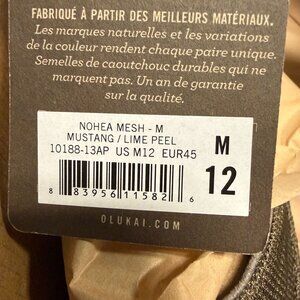 FABRIQUÉ À PARTIR DES MEILLEURS MATÉRIAUX.
Les marques naturelles et les variations
de la couleur rendent chaque paire unique.
Semelles de caoutchouc durables qui ne
marquent pas. Un an de garantie
sur la qualité.
NOHEA MESH - M
MUSTANG / LIME PEEL
10188-13AP US M12 EUR45
M
12
8 83956 11582 6
OLUKAI.COM